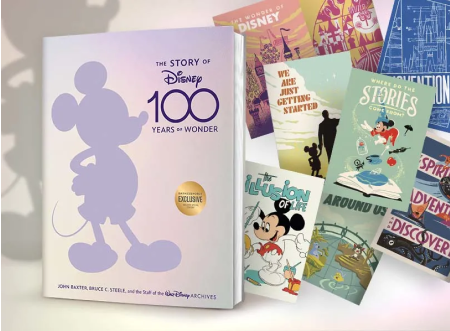 THE STORY OF
Disney
100
YEARS OF WONDER
EXCLUSIVE
JOHN BAXTER, BRUCE C. STEELE, and the Staff of the Walt Disney ARCHIVES
THE WONDER OF
DISNEY
WE
ARE
JUST
GETTING
STARTED
WHERE DO THE
STORIES
COME FROM?
the
ILLUSION
OF
LIFE
AROUND US
SPIRIT
ADVENT
DISCOVER